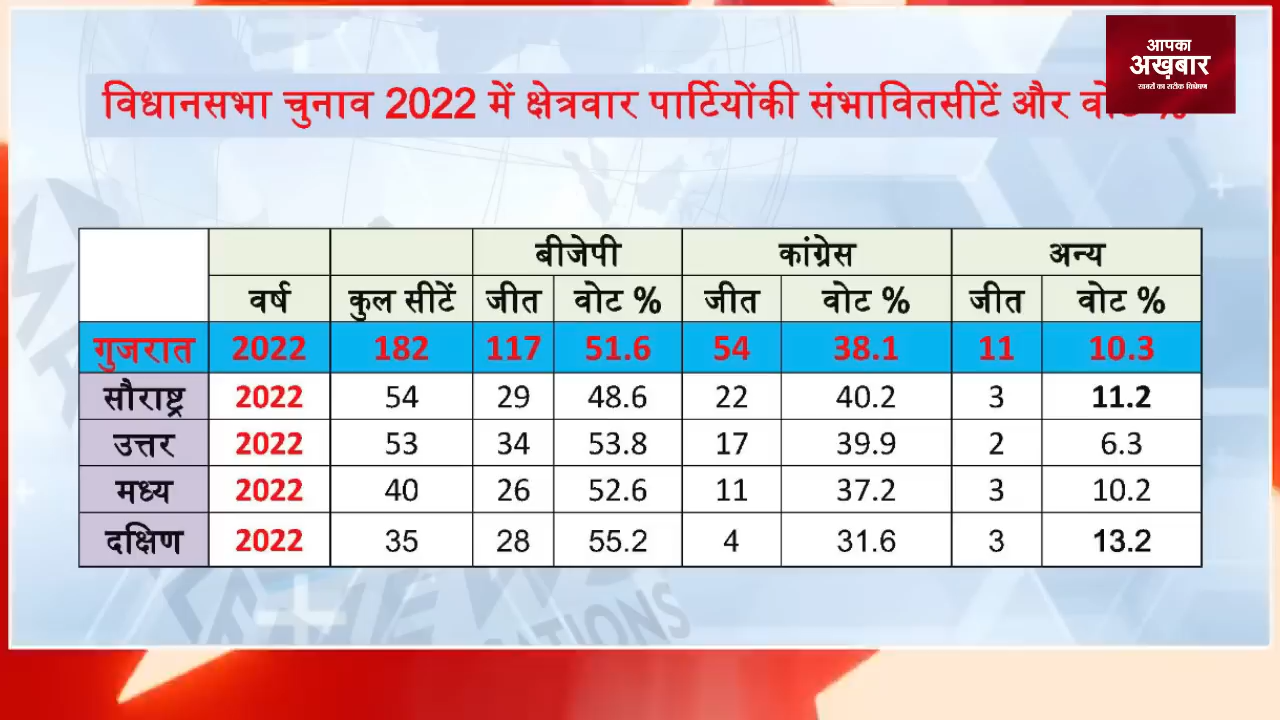 आपका
अख़बार
ख़बरों का सटीक विश्लेषण
विधानसभा चुनाव 2022 में क्षेत्रवार पार्टियोंकी संभावितसीटें और
बीजेपी कांग्रेस अन्य
वर्ष कुल सीटें जीत वोट % जीत वोट % जीत वोट %
गुजरात 2022 182 117 51.6 54 38.1 11 10.3
सौराष्ट्र 2022 54 29 48.6 22 40.2 3 11.2
उत्तर 2022 53 34 53.8 17 39.9 2 6.3
मध्य 2022 40 26 52.6 11 37.2 3 10.2
दक्षिण 2022 35 28 55.2 4 31.6 3 13.2